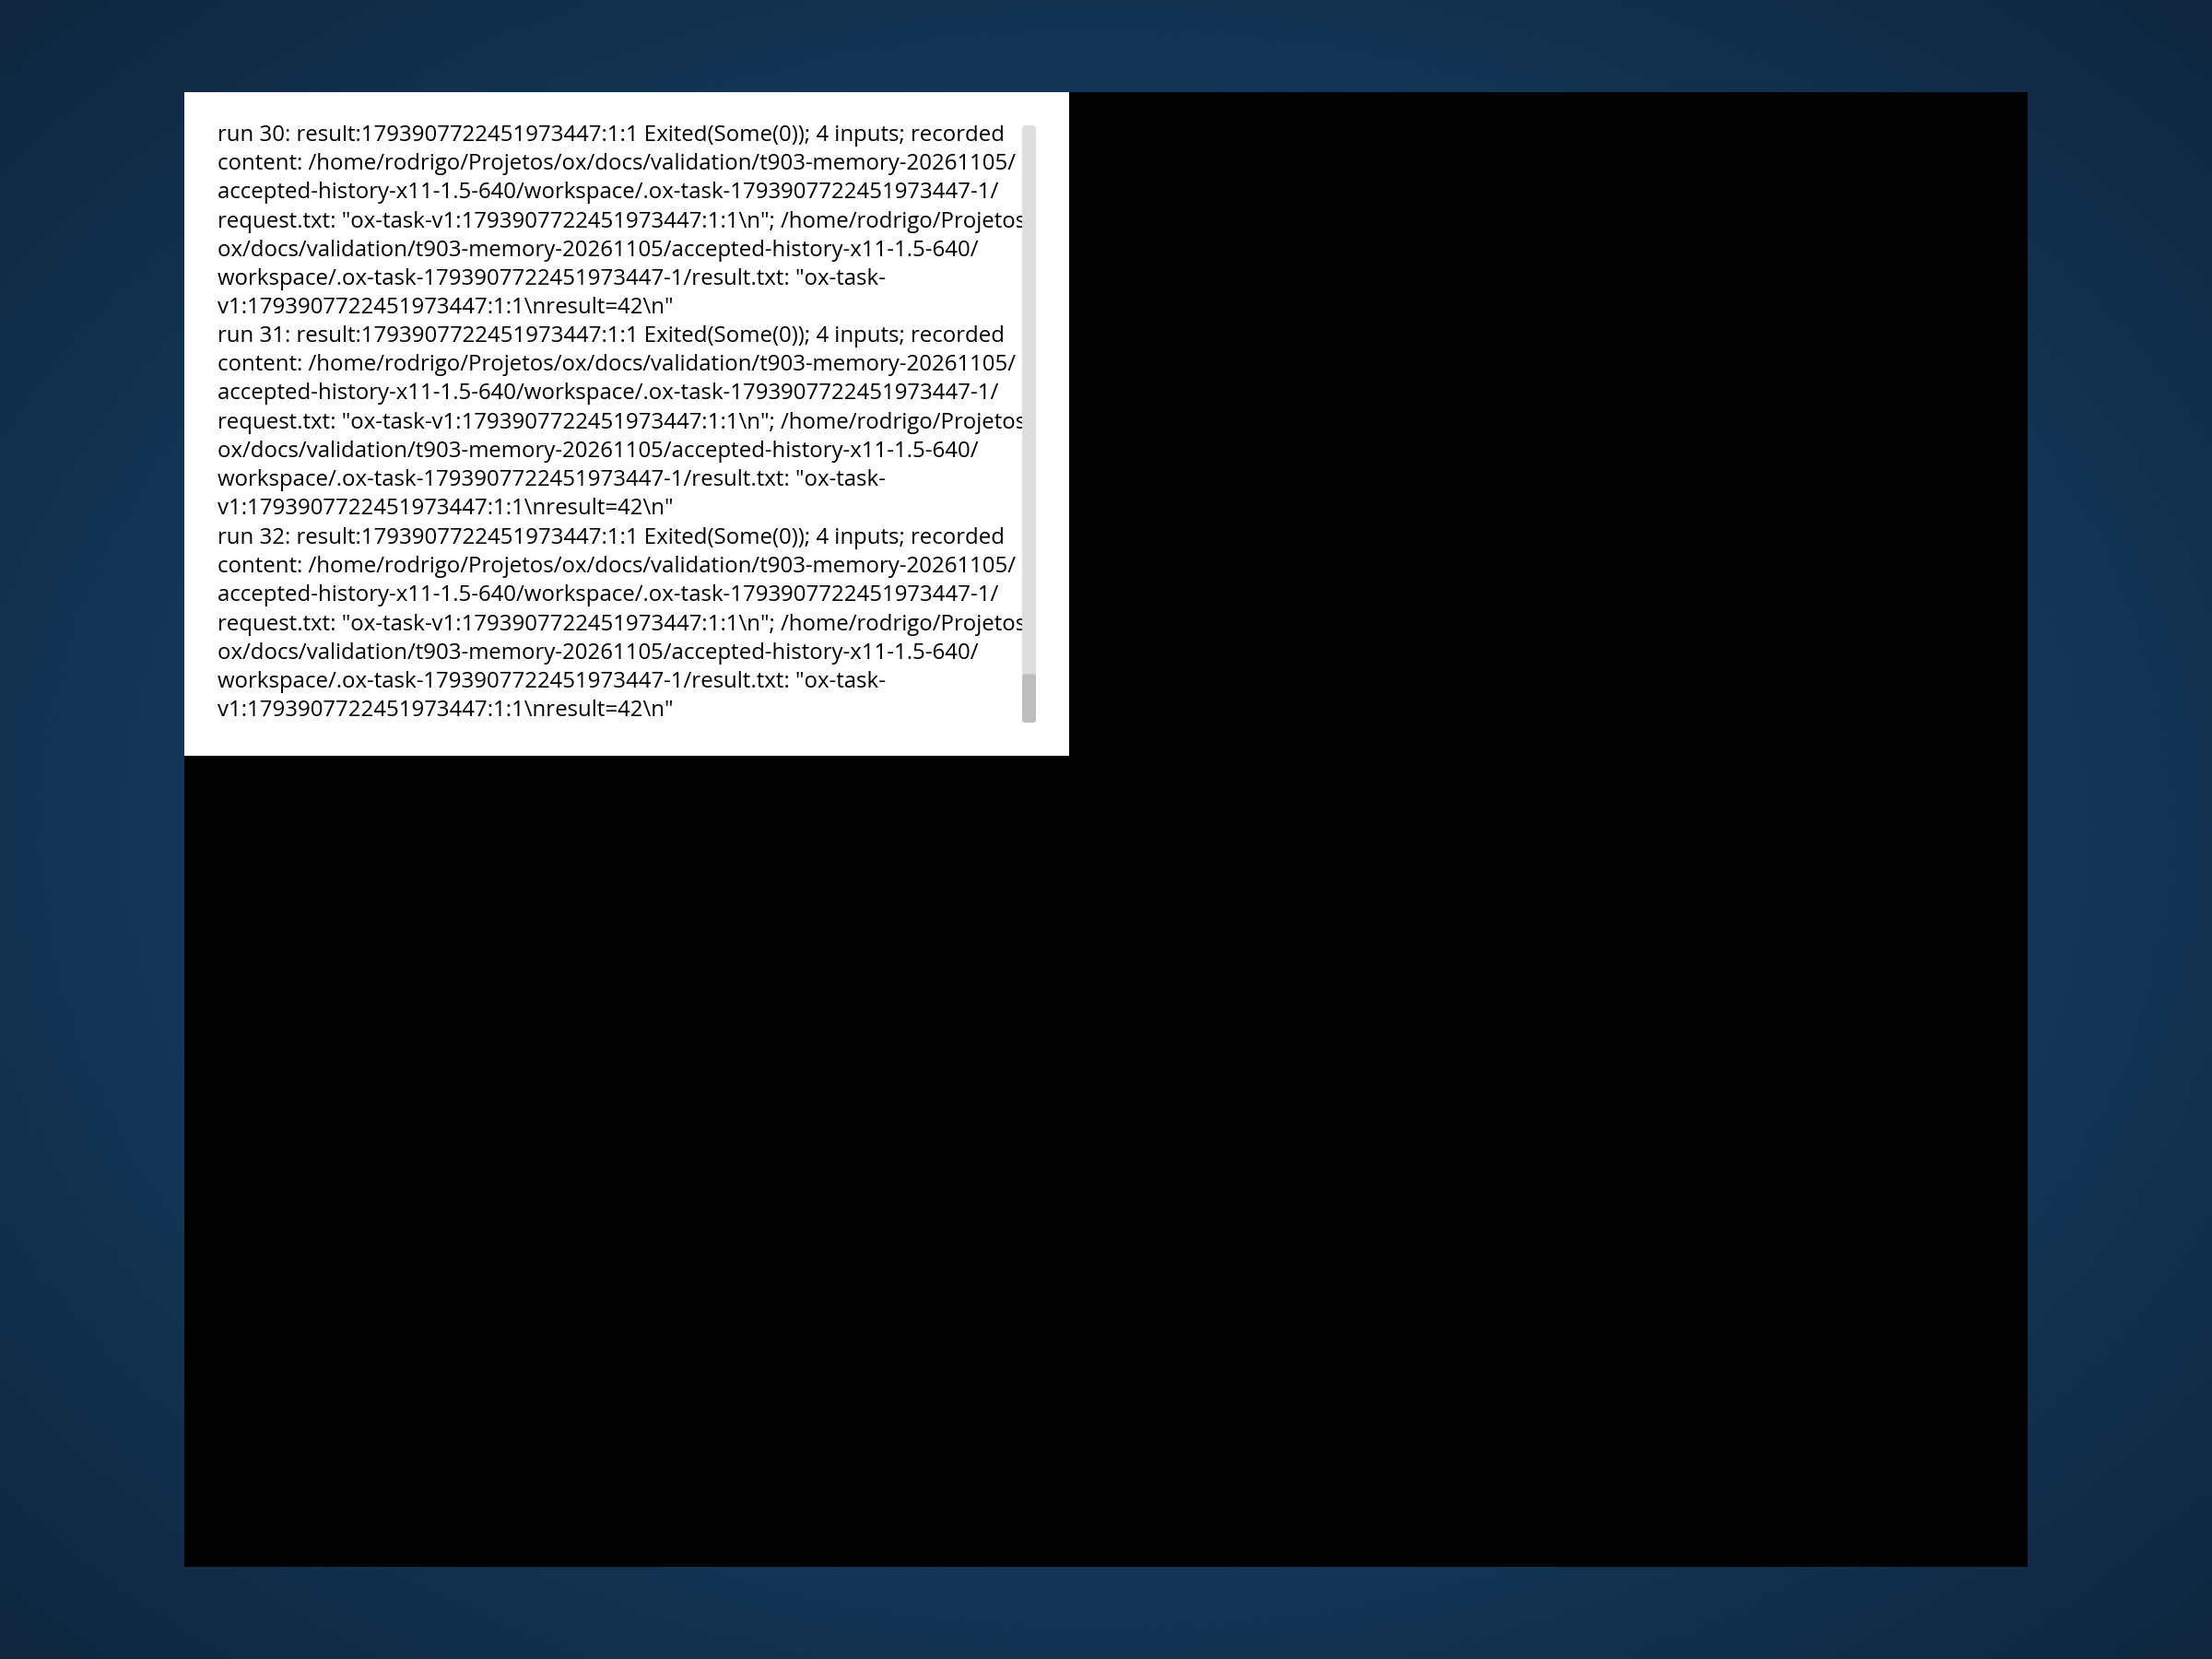 run 30: result:1793907722451973447:1:1 Exited(Some(0)); 4 inputs; recorded
content: /home/rodrigo/Projetos/ox/docs/validation/t903-memory-20261105/
accepted-history-x11-1.5-640/workspace/.ox-task-1793907722451973447-1/
request.txt: "ox-task-v1:1793907722451973447:1:1\n"; /home/rodrigo/Projetos
ox/docs/validation/t903-memory-20261105/accepted-history-x11-1.5-640/
workspace/.ox-task-1793907722451973447-1/result.txt: "ox-task-
v1:1793907722451973447:1:1\nresult=42\n"
run 31: result:1793907722451973447:1:1 Exited(Some(0)); 4 inputs; recorded
content: /home/rodrigo/Projetos/ox/docs/validation/t903-memory-20261105/
accepted-history-x11-1.5-640/workspace/.ox-task-1793907722451973447-1/
request.txt: "ox-task-v1:1793907722451973447:1:1\n"; /home/rodrigo/Projetos
ox/docs/validation/t903-memory-20261105/accepted-history-x11-1.5-640/
workspace/.ox-task-1793907722451973447-1/result.txt: "ox-task-
v1:1793907722451973447:1:1\nresult=42\n"
run 32: result:1793907722451973447:1:1 Exited(Some(0)); 4 inputs; recorded
content: /home/rodrigo/Projetos/ox/docs/validation/t903-memory-20261105/
accepted-history-x11-1.5-640/workspace/.ox-task-1793907722451973447-1/
request.txt: "ox-task-v1:1793907722451973447:1:1\n"; /home/rodrigo/Projetos
ox/docs/validation/t903-memory-20261105/accepted-history-x11-1.5-640/
workspace/.ox-task-1793907722451973447-1/result.txt: "ox-task-
v1:1793907722451973447:1:1\nresult=42\n"